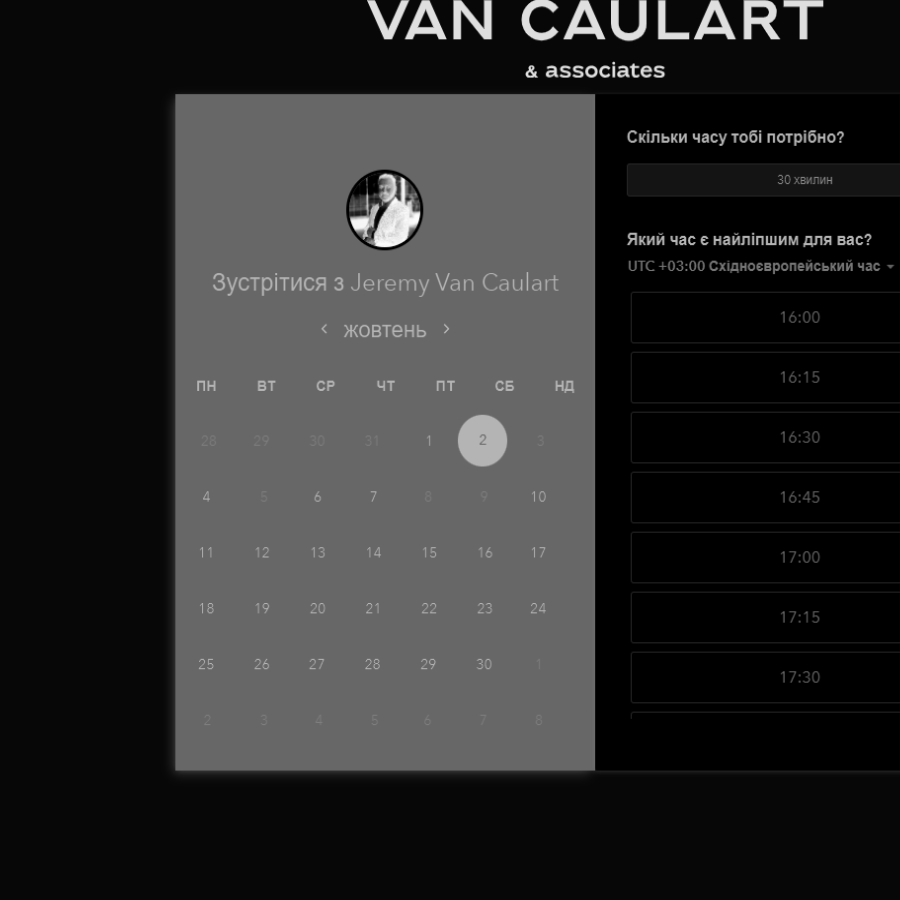 VAN CAULART
& associates
Зустрітися з Jeremy Van Caulart
жовтень
ПН ВТ СР ЧТ ПТ СБ НД
28 29 30 31 1 2 3
4 5 6 7 8 9 10
11 12 13 14 15 16 17
18 19 20 21 22 23 24
25 26 27 28 29 30 1
2 3 4 5 6 7 8
Скільки часу тобі потрібно?
30 хвилин
Який час є найліпшим для вас?
UTC +03:00 Східноєвропейський час
16:00
16:15
16:30
16:45
17:00
17:15
17:30